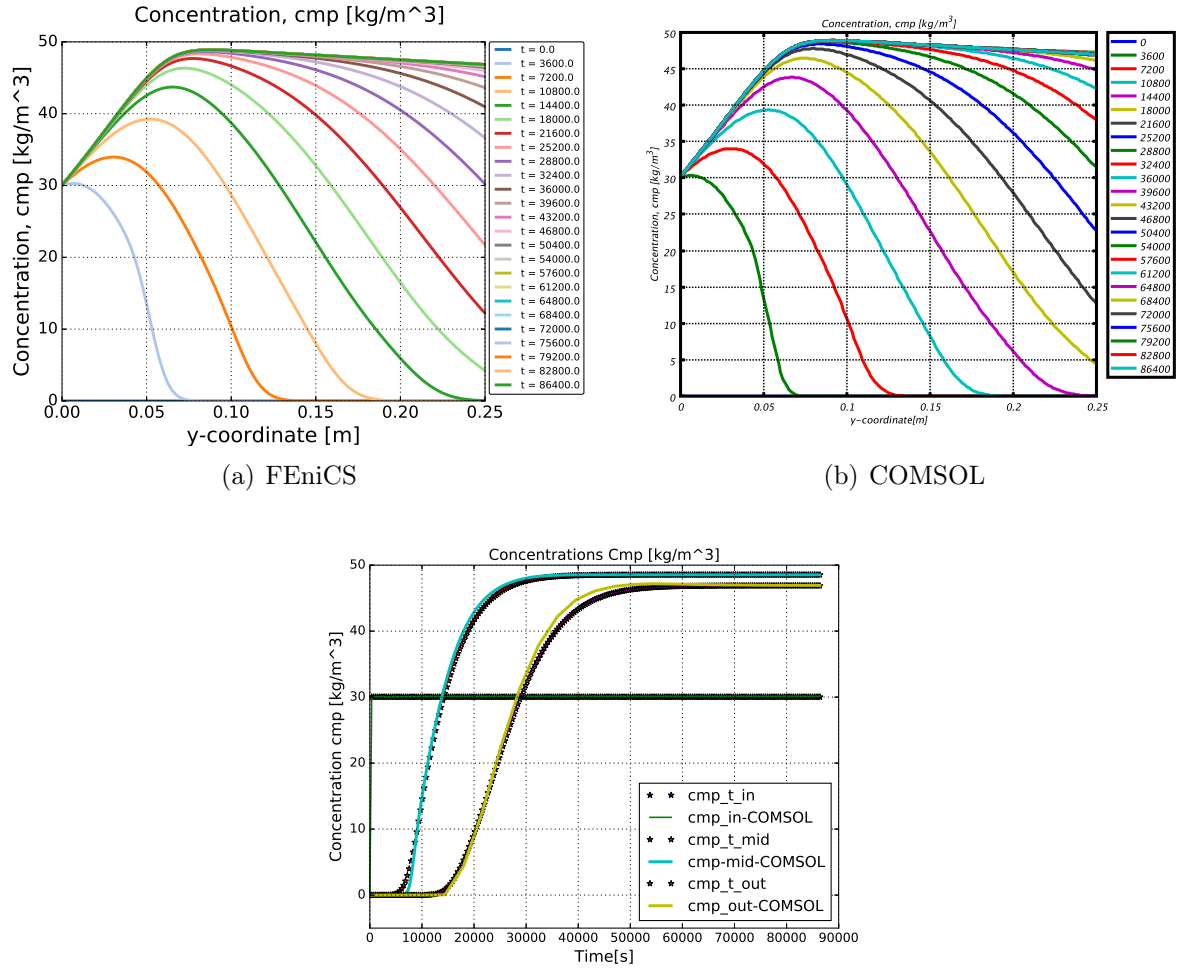 Concentration, cmp [kg/m^3]
Concentration, cmp [kg/m^3]
50
40
30
20
10
0
0.00
0.05
0.10
0.15
0.20
0.25
y-coordinate [m]
t = 0.0
t = 3600.0
t = 7200.0
t = 10800.0
t = 14400.0
t = 18000.0
t = 21600.0
t = 25200.0
t = 28800.0
t = 32400.0
t = 36000.0
t = 39600.0
t = 43200.0
t = 46800.0
t = 50400.0
t = 54000.0
t = 57600.0
t = 61200.0
t = 64800.0
t = 68400.0
t = 72000.0
t = 75600.0
t = 79200.0
t = 82800.0
t = 86400.0
(a) FEniCS
Concentration, cmp [kg/m³]
Concentration, cmp [kg/m³]
50
45
40
35
30
25
20
15
10
5
0
0
0.05
0.1
0.15
0.2
0.25
y-coordinate[m]
0
3600
7200
10800
14400
18000
21600
25200
28800
32400
36000
39600
43200
46800
50400
54000
57600
61200
64800
68400
72000
75600
79200
82800
86400
(b) COMSOL
Concentrations Cmp [kg/m^3]
Concentration cmp [kg/m^3]
50
40
30
20
10
0
0
10000
20000
30000
40000
50000
60000
70000
80000
90000
Time[s]
cmp_t_in
cmp_in-COMSOL
cmp_t_mid
cmp-mid-COMSOL
cmp_t_out
cmp_out-COMSOL